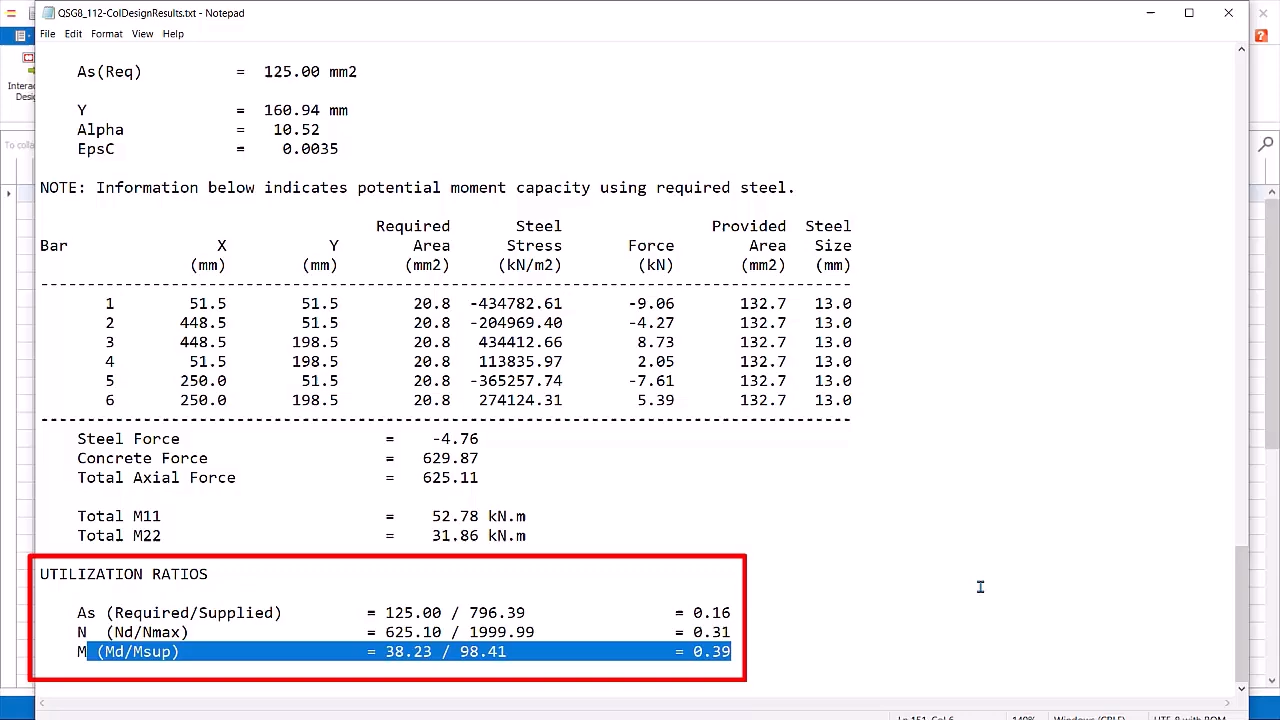 QSG8_112-ColDesignResults.txt - Notepad
File Edit Format View Help
As(Req) = 125.00 mm2
Y = 160.94 mm
Alpha = 10.52
EpsC = 0.0035
NOTE: Information below indicates potential moment capacity using required steel.
Required Steel Provided Steel
Bar X Y Area Stress Force Area Size
(mm) (mm) (mm2) (kN/m2) (kN) (mm2) (mm)
--------------------------------------------------------------------------------------
1 51.5 51.5 20.8 -434782.61 -9.06 132.7 13.0
2 448.5 51.5 20.8 -204969.40 -4.27 132.7 13.0
3 448.5 198.5 20.8 434412.66 8.73 132.7 13.0
4 51.5 198.5 20.8 113835.97 2.05 132.7 13.0
5 250.0 51.5 20.8 -365257.74 -7.61 132.7 13.0
6 250.0 198.5 20.8 274124.31 5.39 132.7 13.0
--------------------------------------------------------------------------------------
Steel Force = -4.76
Concrete Force = 629.87
Total Axial Force = 625.11
Total M11 = 52.78 kN.m
Total M22 = 31.86 kN.m
UTILIZATION RATIOS
As (Required/Supplied) = 125.00 / 796.39 = 0.16
N (Nd/Nmax) = 625.10 / 1999.99 = 0.31
M (Md/Msup) = 38.23 / 98.41 = 0.39